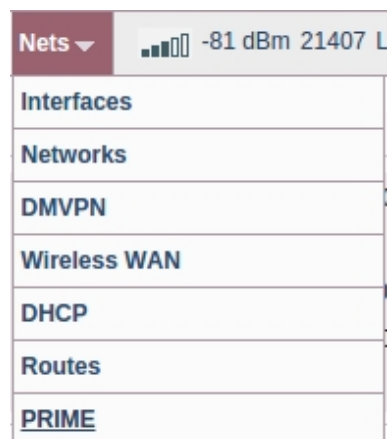 Nets -81 dBm 21407 L
Interfaces
Networks
DMVPN
Wireless WAN
DHCP
Routes
PRIME